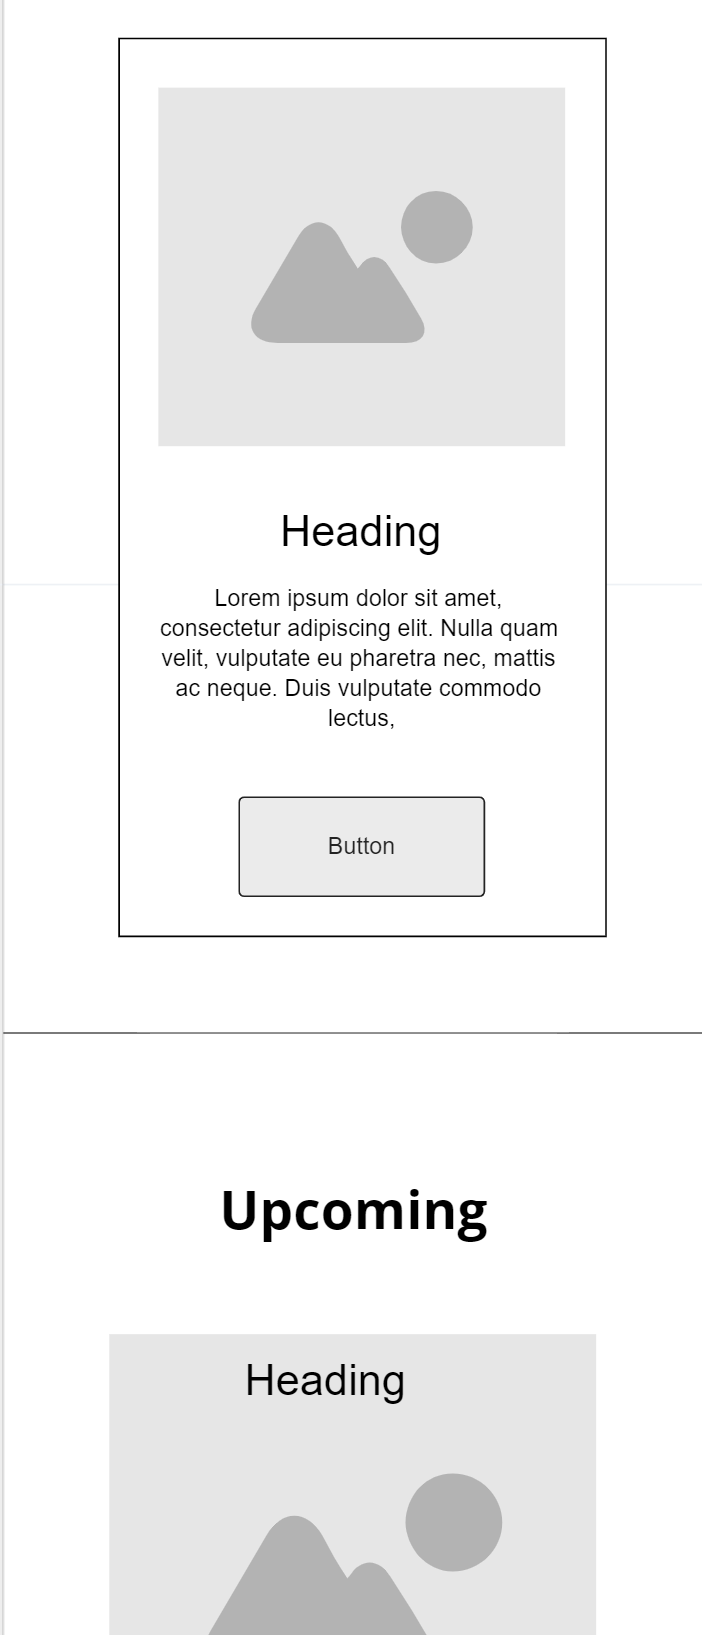 Heading
Lorem ipsum dolor sit amet,
consectetur adipiscing elit. Nulla quam
velit, vulputate eu pharetra nec, mattis
ac neque. Duis vulputate commodo
lectus,
Button
Upcoming
Heading